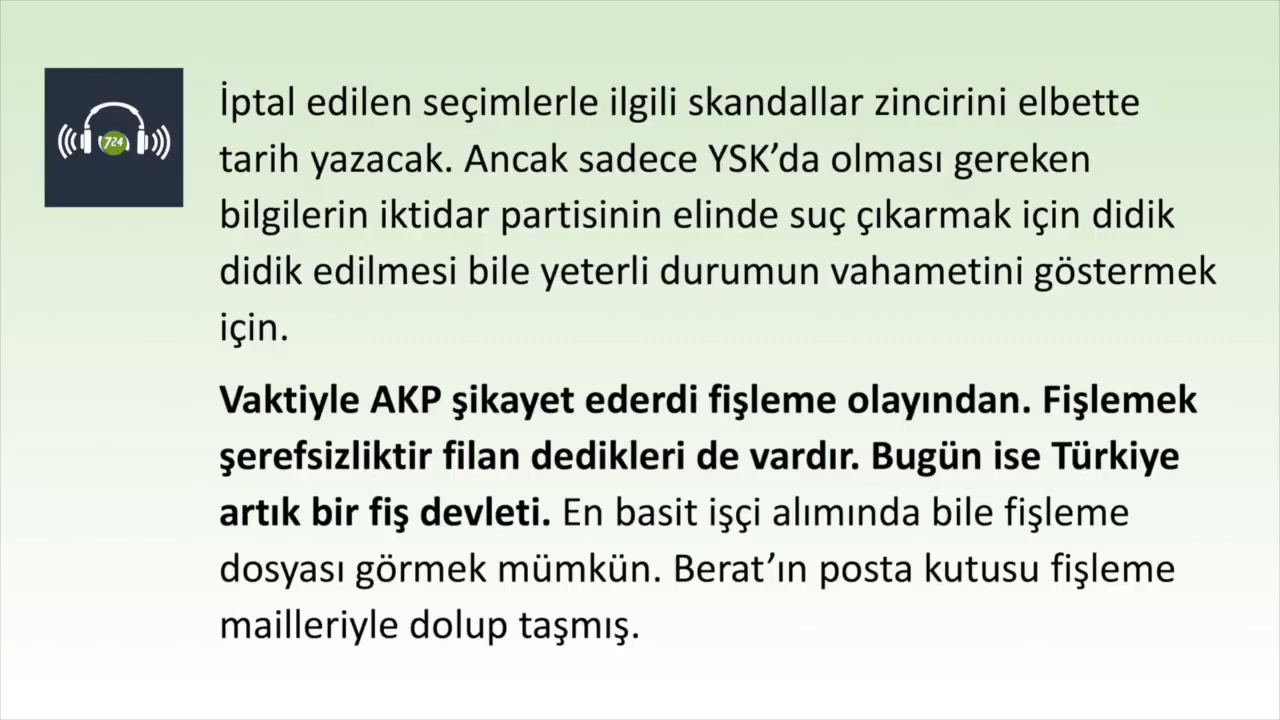 724
İptal edilen seçimlerle ilgili skandallar zincirini elbette
tarih yazacak. Ancak sadece YSK’da olması gereken
bilgilerin iktidar partisinin elinde suç çıkarmak için didik
didik edilmesi bile yeterli durumun vahametini göstermek
için.
Vaktiyle AKP şikayet ederdi fişleme olayından. Fişlemek
şerefsizliktir filan dedikleri de vardır. Bugün ise Türkiye
artık bir fiş devleti. En basit işçi alımında bile fişleme
dosyası görmek mümkün. Berat’ın posta kutusu fişleme
mailleriyle dolup taşmış.